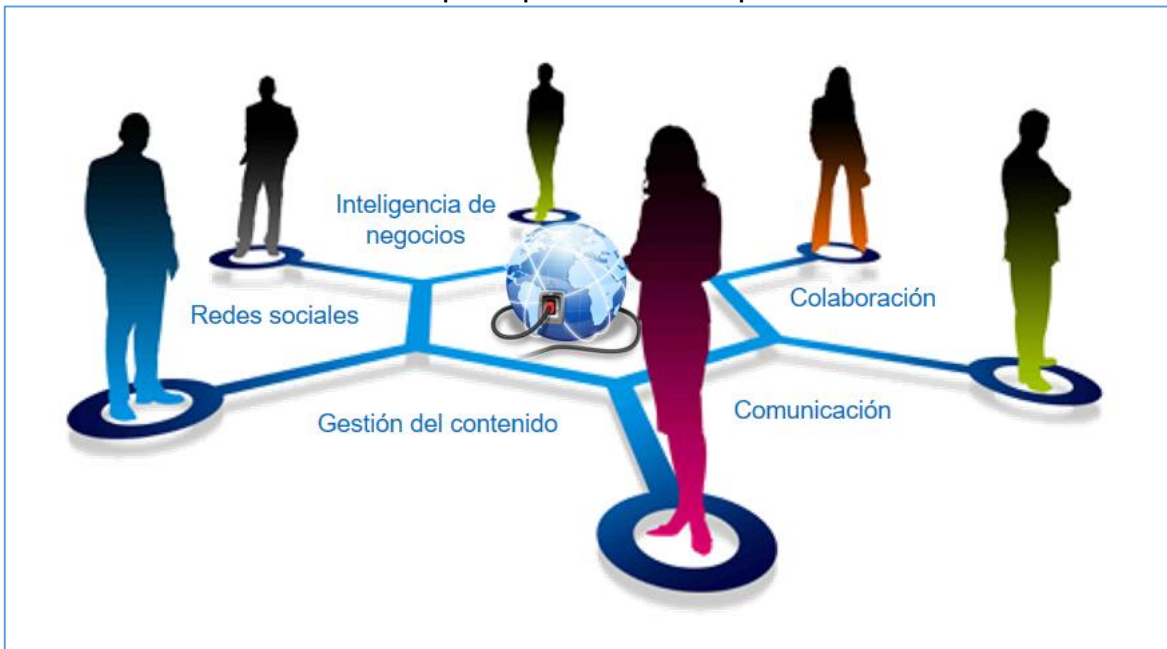 Inteligencia de
negocios
Redes sociales
Colaboración
Gestión del contenido
Comunicación